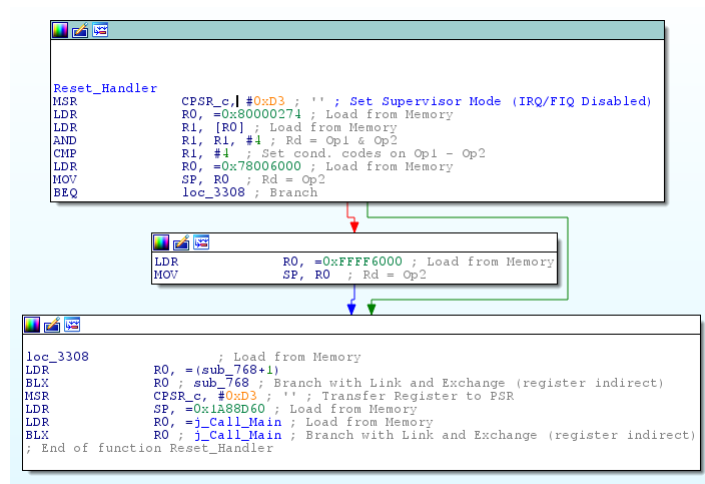 Reset_Handler
MSR CPSR_c, #0xD3 ; '' ; Set Supervisor Mode (IRQ/FIQ Disabled)
LDR R0, =0x80000274 ; Load from Memory
LDR R1, [R0] ; Load from Memory
AND R1, R1, #4 ; Rd = Op1 & Op2
CMP R1, #4 ; Set cond. codes on Op1 - Op2
LDR R0, =0x78006000 ; Load from Memory
MOV SP, R0 ; Rd = Op2
BEQ loc_3308 ; Branch
LDR R0, =0xFFFF6000 ; Load from Memory
MOV SP, R0 ; Rd = Op2
loc_3308 ; Load from Memory
LDR R0, =(sub_768+1)
BLX R0 ; sub_768 ; Branch with Link and Exchange (register indirect)
MSR CPSR_c, #0xD3 ; '' ; Transfer Register to PSR
LDR SP, =0x1A88D60 ; Load from Memory
LDR R0, =j_Call_Main ; Load from Memory
BLX R0 ; j_Call_Main ; Branch with Link and Exchange (register indirect)
; End of function Reset_Handler